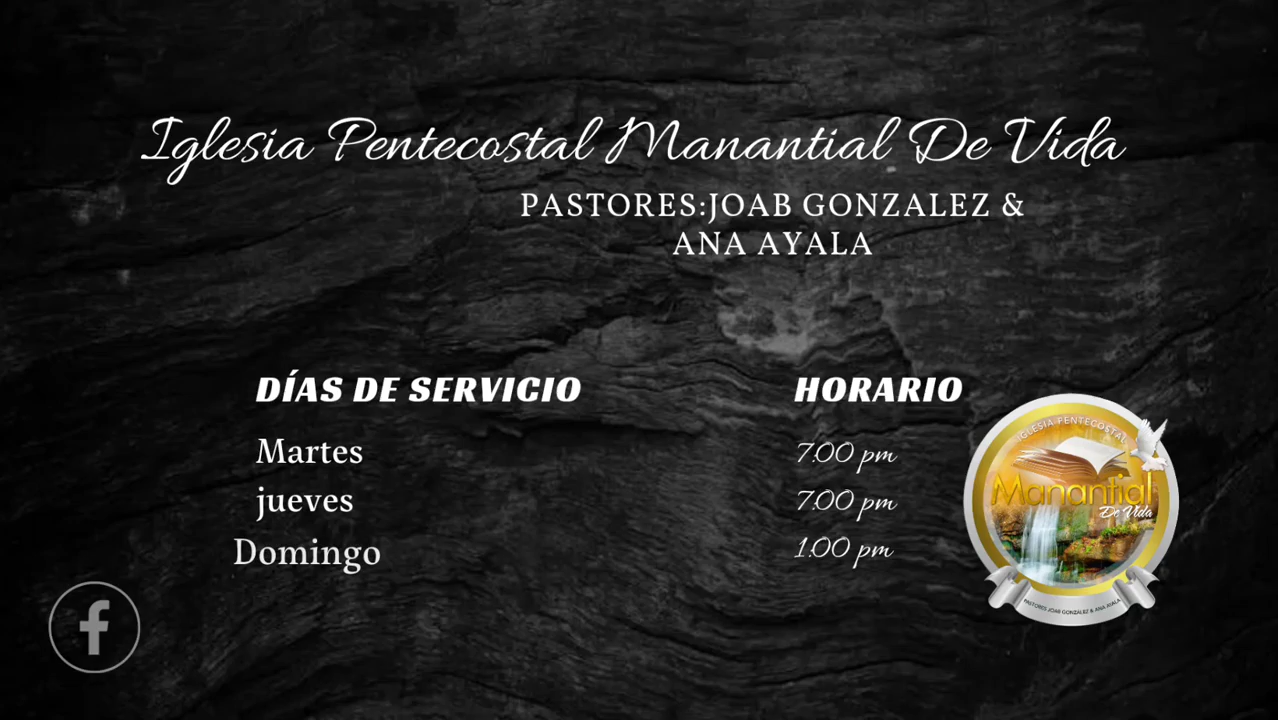 Iglesia Pentecostal Manantial De Vida
PASTORES:JOAB GONZALEZ &
ANA AYALA
DÍAS DE SERVICIO HORARIO
Martes 7:00 pm
jueves 7:00 pm
Domingo 1:00 pm
IGLESIA PENTECOSTAL
Manantial
De Vida
PASTORES JOAB GONZÁLEZ & ANA AYALA
f